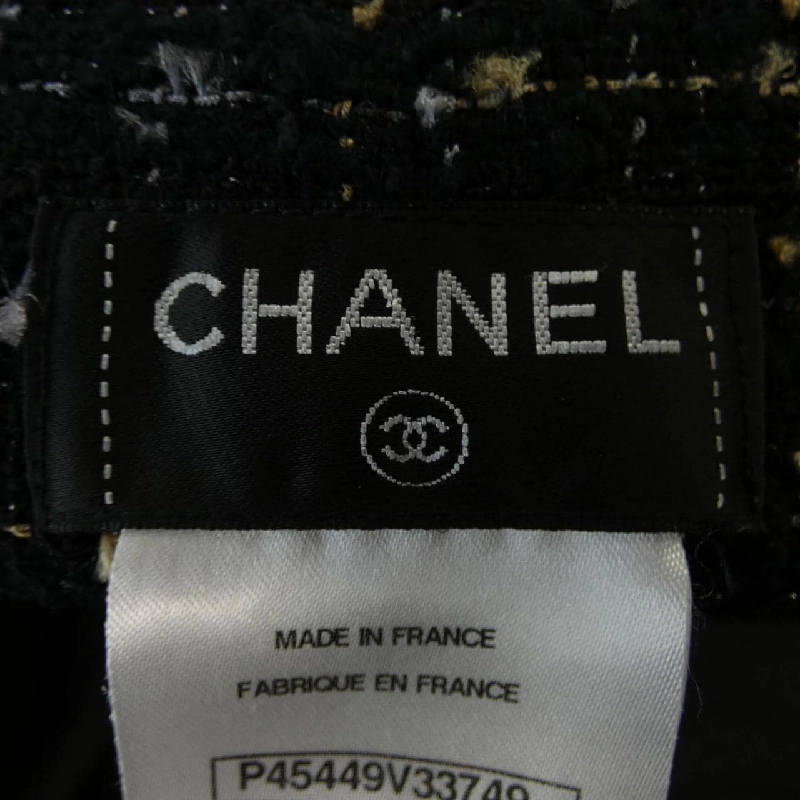 CHANEL
MADE IN FRANCE
FABRIQUE EN FRANCE
P45449V33749